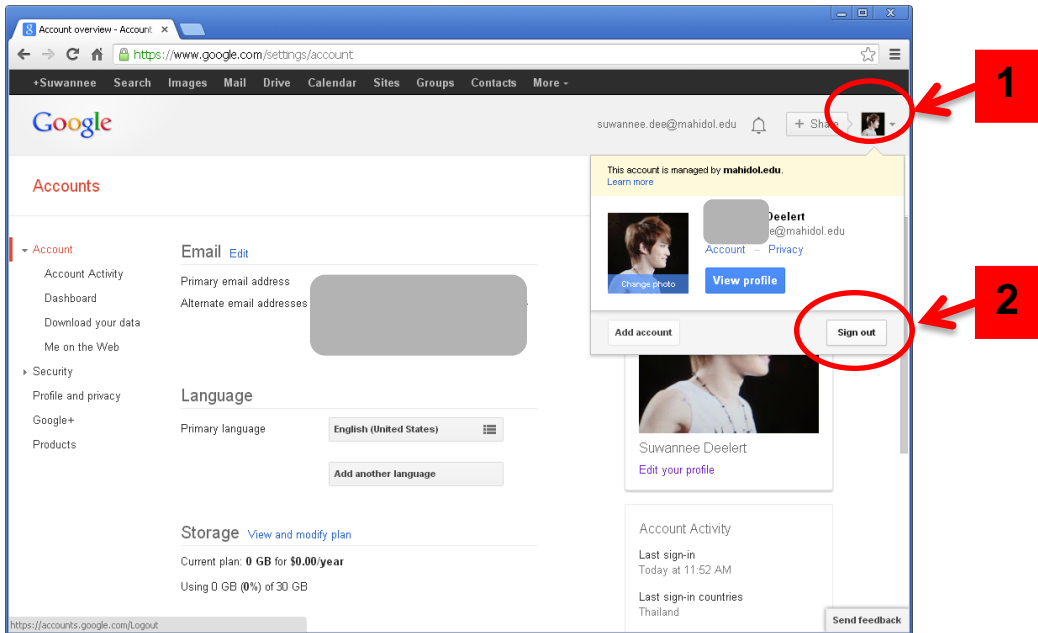 Account overview - Account
https://www.google.com/settings/account
+Suwannee Search Images Mail Drive Calendar Sites Groups Contacts More
1
Google
suwannee.dee@mahidol.edu + Share
This account is managed by mahidol.edu.
Learn more
Accounts
Deelert
e@mahidol.edu
Account – Privacy
Change photo
View profile
Add account
Sign out
2
Account
Account Activity
Dashboard
Download your data
Me on the Web
Security
Profile and privacy
Google+
Products
Email Edit
Primary email address
Alternate email addresses
Language
Primary language
English (United States)
Add another language
Storage View and modify plan
Current plan: 0 GB for $0.00/year
Using 0 GB (0%) of 30 GB
Suwannee Deelert
Edit your profile
Account Activity
Last sign-in
Today at 11:52 AM
Last sign-in countries
Thailand
Send feedback
https://accounts.google.com/Logout